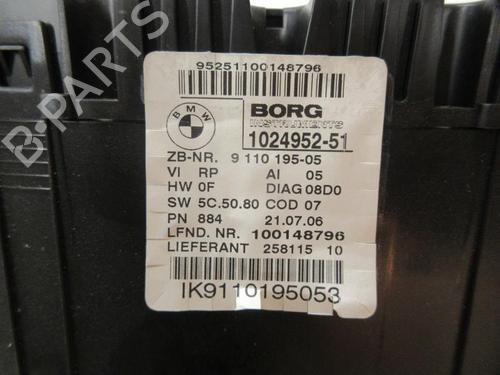 95251100148796
BMW
BORG
INSTRUMENTS
1024952-51
ZB-NR. 9 110 195-05
VI RP AI 05
HW 0F DIAG 08D0
SW 5C.50.80 COD 07
PN 884 21.07.06
LFND. NR. 100148796
LIEFERANT 258115 10
IK9110195053
B-PARTS